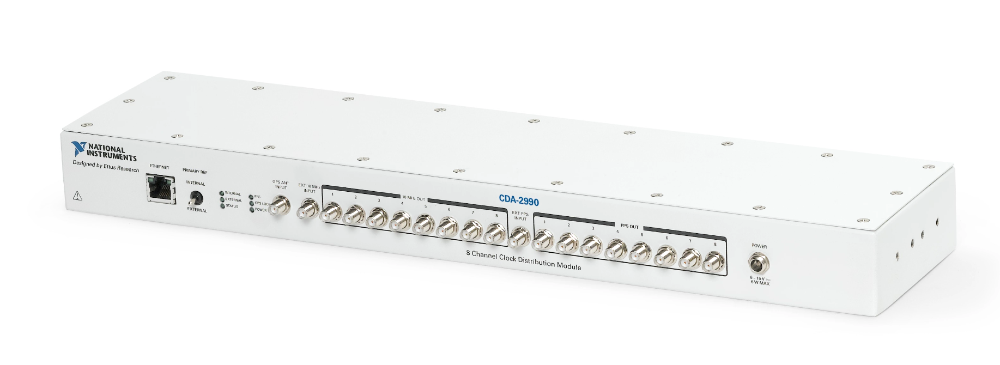 NATIONAL
INSTRUMENTS
Designed by Ettus Research
ETHERNET
PRIMARY REF
INTERNAL
EXTERNAL
INTERNAL
EXTERNAL
STATUS
PPS
GPS LOCK
POWER
GPS ANT
INPUT
EXT 10 MHz
INPUT
10 MHz OUT
1 2 3 4 5 6 7 8
CDA-2990
EXT PPS
INPUT
PPS OUT
1 2 3 4 5 6 7 8
8 Channel Clock Distribution Module
POWER
6 - 15 V
6 W MAX